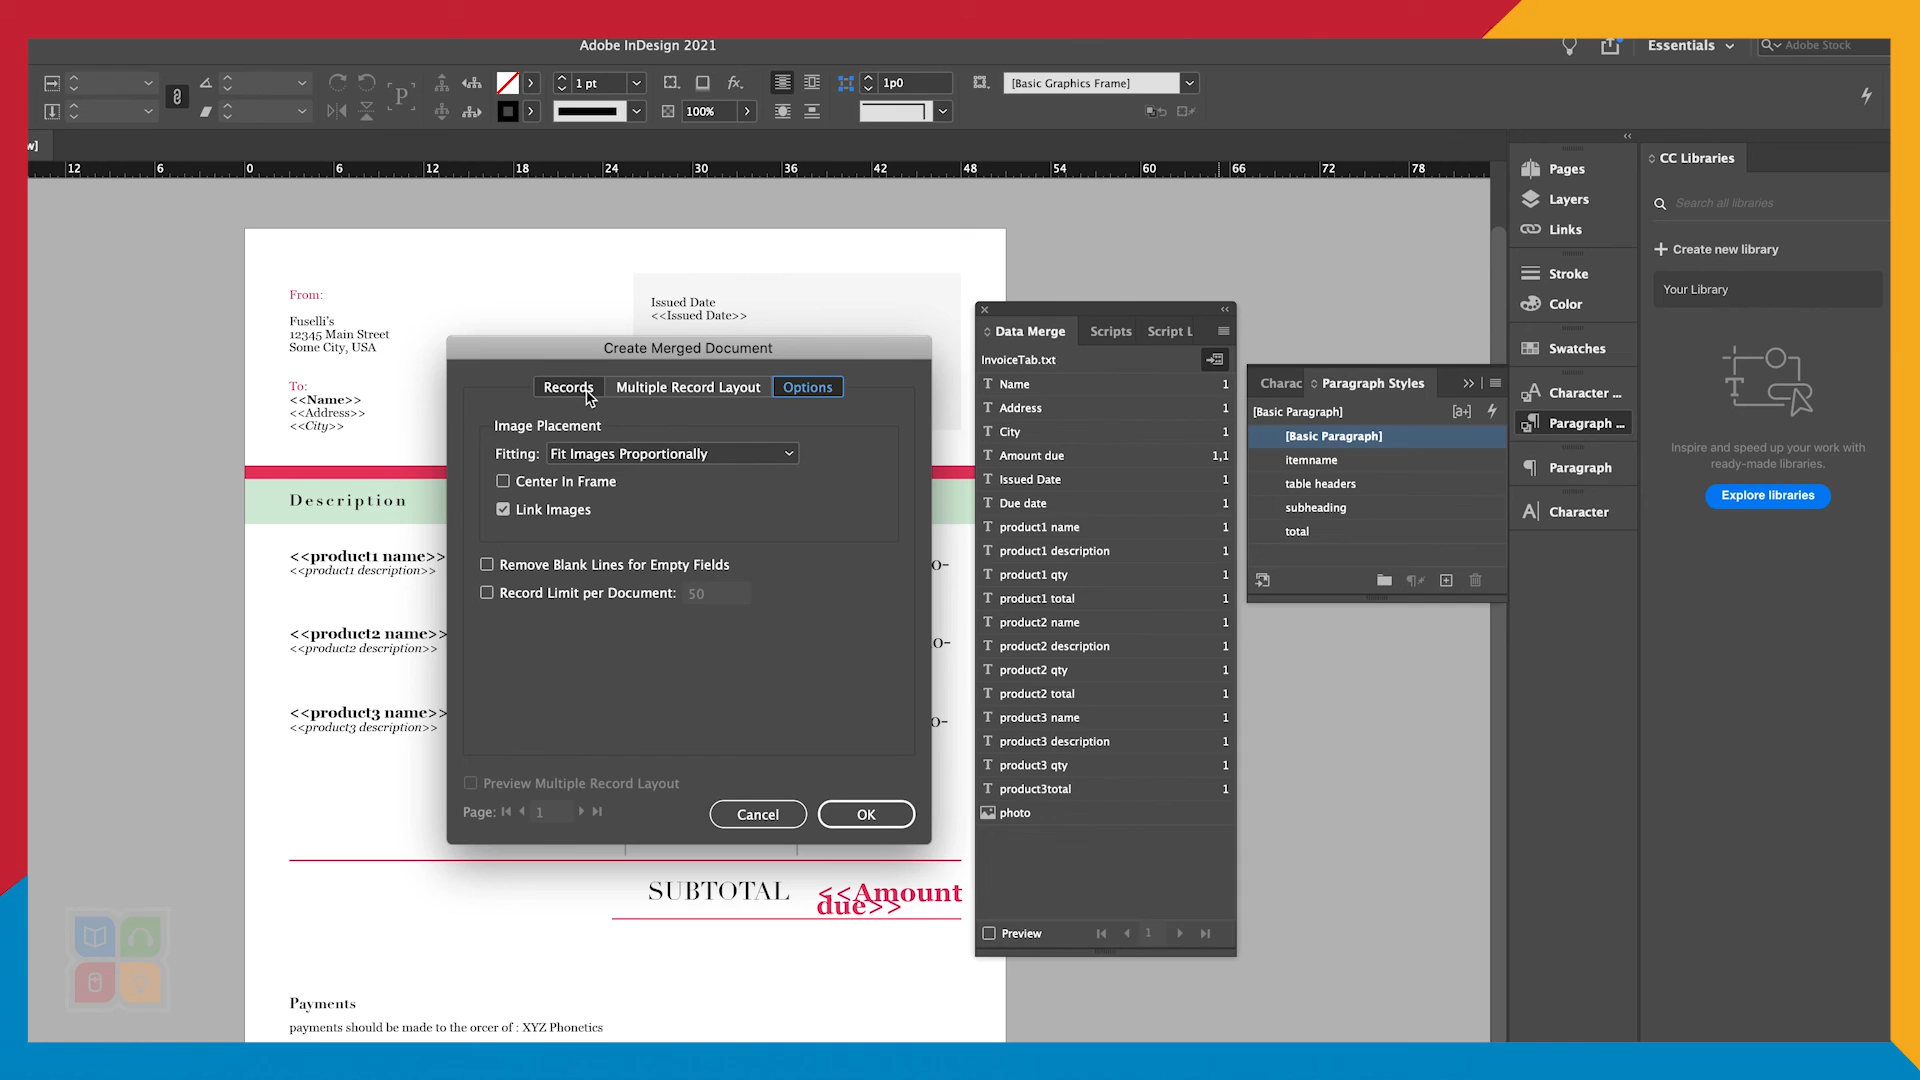 Adobe InDesign 2021
Essentials
Adobe Stock
1 pt
1p0
[Basic Graphics Frame]
100%
w]
12 6 0 6 12 18 24 30 36 42 48 54 60 66 72 78
From:
Fuselli's
12345 Main Street
Some City, USA
To:
<<Name>>
<<Address>>
<<City>>
Issued Date
<<Issued Date>>
Description
<<product1 name>>
<<product1 description>>
<<product2 name>>
<<product2 description>>
<<product3 name>>
<<product3 description>>
SUBTOTAL
<<Amount
due>>
Payments
payments should be made to the orcer of : XYZ Phonetics
Create Merged Document
Records Multiple Record Layout Options
Image Placement
Fitting: Fit Images Proportionally
Center In Frame
Link Images
Remove Blank Lines for Empty Fields
Record Limit per Document: 50
Preview Multiple Record Layout
Page: 1
Cancel OK
Data Merge Scripts Script L
InvoiceTab.txt
Name 1
Address 1
City 1
Amount due 1,1
Issued Date 1
Due date 1
product1 name 1
product1 description 1
product1 qty 1
product1 total 1
product2 name 1
product2 description 1
product2 qty 1
product2 total 1
product3 name 1
product3 description 1
product3 qty 1
product3total 1
photo
Preview 1
Charac Paragraph Styles
[Basic Paragraph]
[Basic Paragraph]
itemname
table headers
subheading
total
Pages
Layers
Links
Stroke
Color
Swatches
Character ...
Paragraph ...
Paragraph
Character
CC Libraries
Search all libraries
Create new library
Your Library
Inspire and speed up your work with
ready-made libraries.
Explore libraries